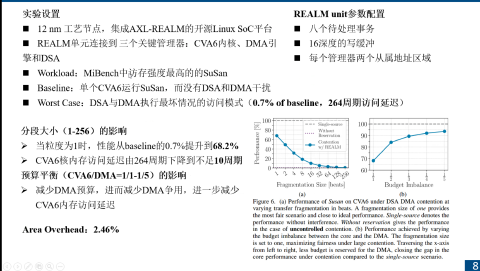 实验设置
■ 12 nm 工艺节点，集成AXL-REALM的开源Linux SoC平台
■ REALM单元连接到三个关键管理器：CVA6内核、DMA引
擎和DSA
■ Workload：MiBench中访存强度最高的的SuSan
■ Baseline：单个CVA6运行SuSan，而没有DSA和DMA干扰
■ Worst Case：DSA与DMA执行最坏情况的访问模式（0.7% of baseline，264周期访问延迟）
REALM unit参数配置
■ 八个待处理事务
■ 16深度的写缓冲
■ 每个管理器两个从属地址区域
分段大小（1-256）的影响
➢ 当粒度为1时，性能从baseline的0.7%提升到68.2%
➢ CVA6核内存访问延迟由264周期下降到不足10周期
预算平衡（CVA6/DMA=1/1-1/5）的影响
➢ 减少DMA预算，进而减少DMA争用，进一步减少
CVA6内存访问延迟
Area Overhead：2.46%
Performance [%]
100
80
60
40
20
0
Single-source
Without
Reservation
Contention
w/ REALM
1 2 4 8 16 32 64 128 256
Fragmentation Size [beats]
(a)
100
90
80
70
60
Budget Imbalance
(b)
Figure 6. (a) Performance of Susan on CVA6 under DSA DMA contention at
varying transfer fragmentation in beats. A fragmentation size of one provides
the most fair scenario and close to ideal performance. Single-source denotes the
performance without interference. Without reservation gives the performance
in the case of uncontrolled contention. (b) Performance achieved by varying
the budget imbalance between the core and the DMA. The fragmentation size
is set to one, maximizing fairness under large contention. Traversing the x-axis
from left to right, less budget is reserved for the DMA, closing the gap in the
core performance under contention compared to the single-source scenario.
8